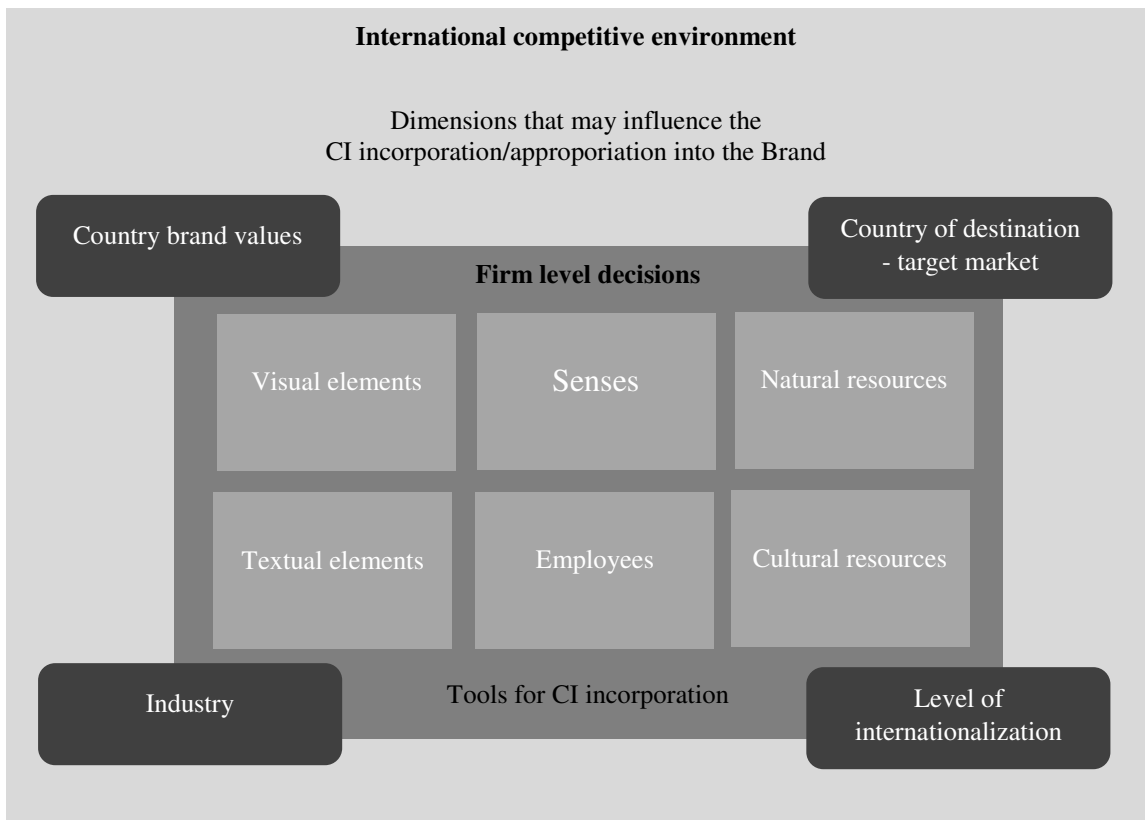 International competitive environment
Dimensions that may influence the
CI incorporation/approporiation into the Brand
Country brand values
Country of destination
- target market
Firm level decisions
Visual elements
Senses
Natural resources
Textual elements
Employees
Cultural resources
Industry
Tools for CI incorporation
Level of
internationalization